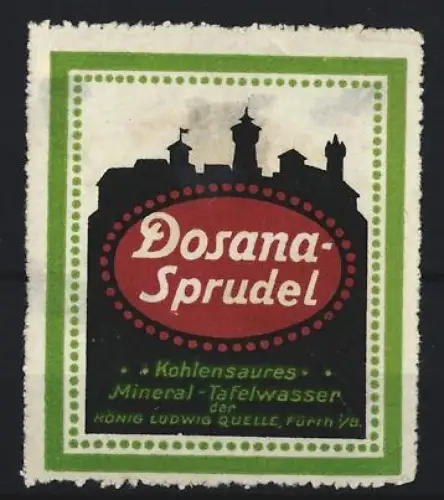 Dosana-
Sprudel
Kohlensaures
Mineral-Tafelwasser
der
KÖNIG LUDWIG QUELLE, Fürth i/B.